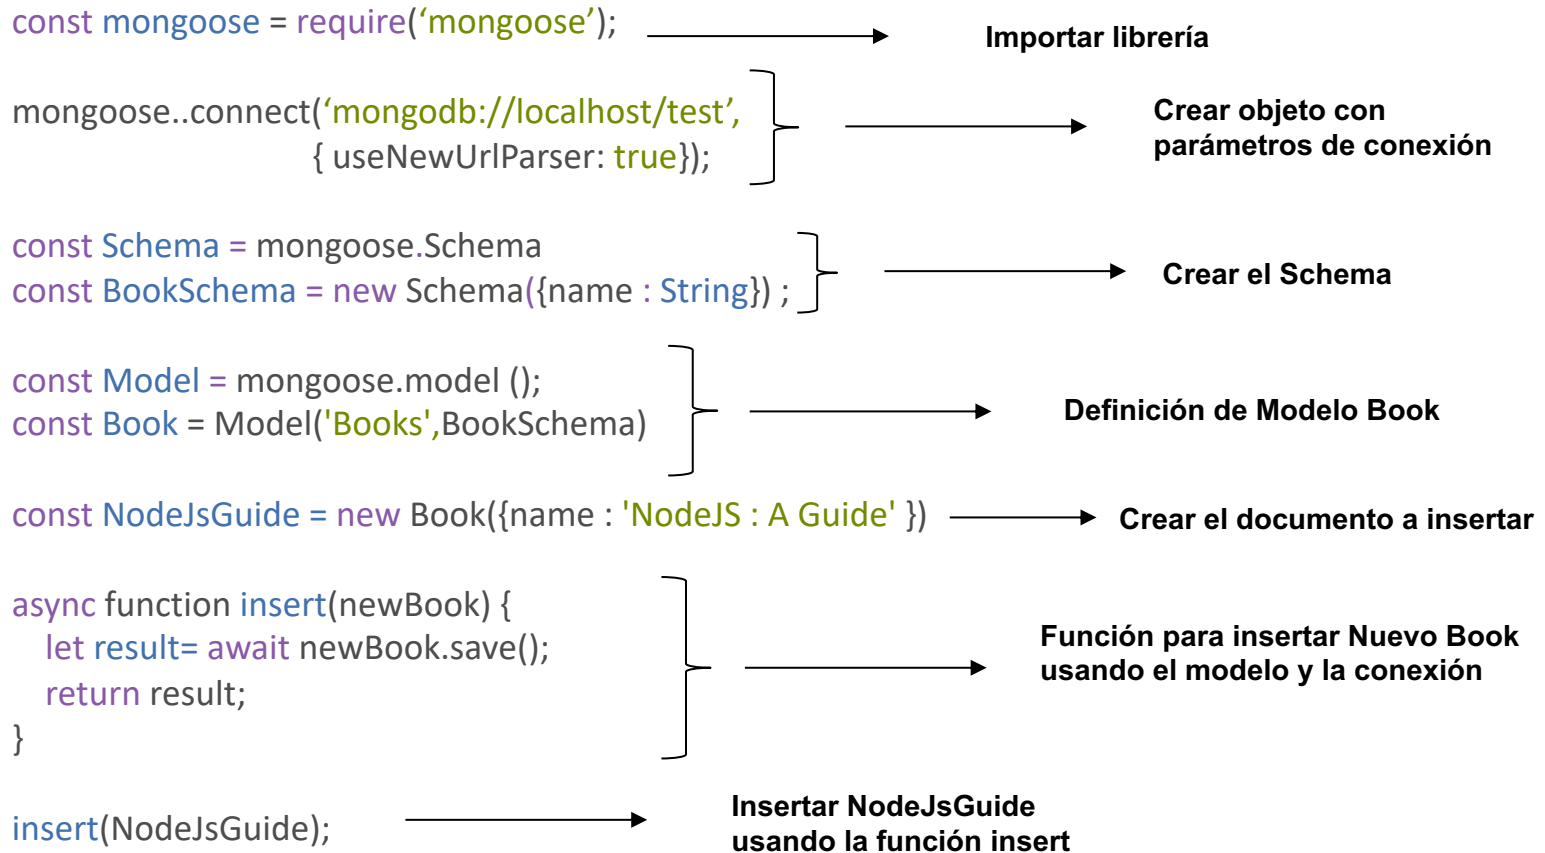 const mongoose = require(‘mongoose’);
Importar librería
mongoose..connect(‘mongodb://localhost/test’,
{ useNewUrlParser: true});
Crear objeto con
parámetros de conexión
const Schema = mongoose.Schema
const BookSchema = new Schema({name : String}) ;
Crear el Schema
const Model = mongoose.model ();
const Book = Model('Books',BookSchema)
Definición de Modelo Book
const NodeJsGuide = new Book({name : 'NodeJS : A Guide' })
Crear el documento a insertar
async function insert(newBook) {
let result= await newBook.save();
return result;
}
Función para insertar Nuevo Book
usando el modelo y la conexión
insert(NodeJsGuide);
Insertar NodeJsGuide
usando la función insert